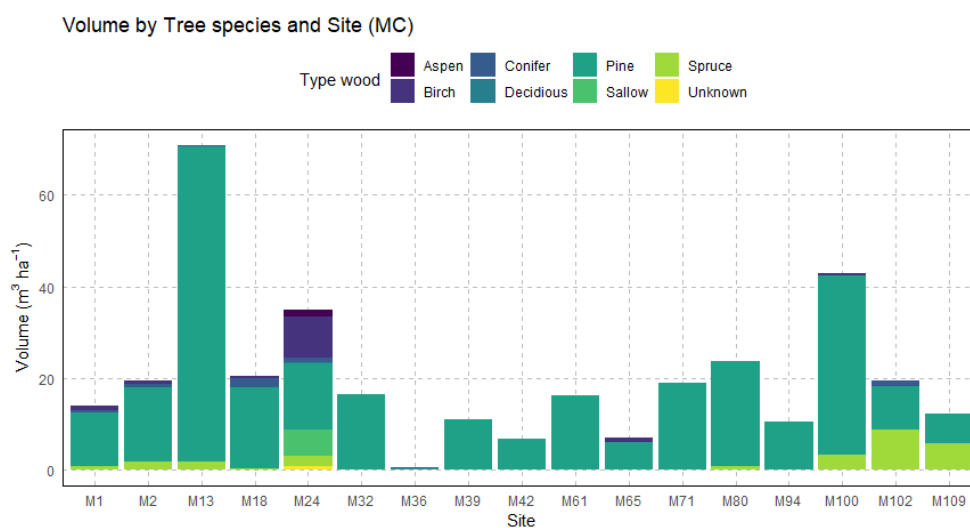 Volume by Tree species and Site (MC)
Type wood
Aspen Conifer Pine Spruce
Birch Decidious Sallow Unknown
Volume (m³ ha⁻¹)
60
40
20
0
M1 M2 M13 M18 M24 M32 M36 M39 M42 M61 M65 M71 M80 M94 M100 M102 M109
Site